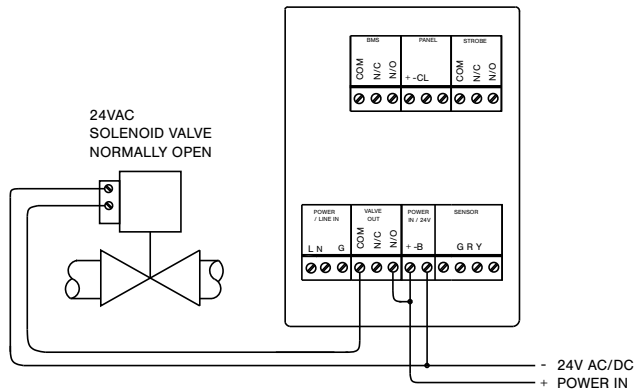 BMS PANEL STROBE
COM N/C N/O + -CL COM N/C N/O
24VAC
SOLENOID VALVE
NORMALLY OPEN
POWER
/ LINE IN
VALVE
OUT
POWER
IN / 24V
SENSOR
L N G COM N/C N/O + -B G R Y
- 24V AC/DC
+ POWER IN